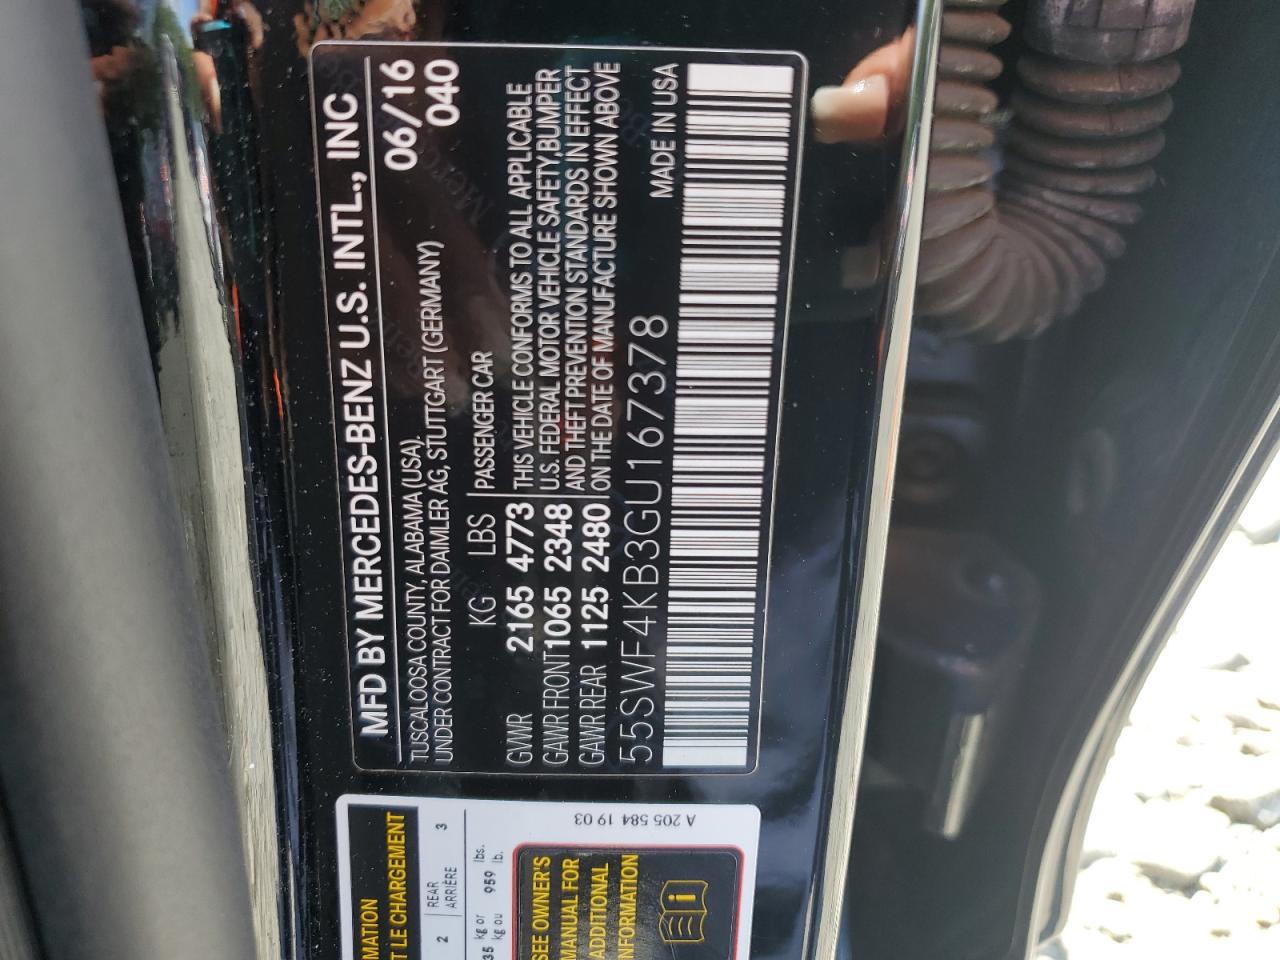 MFD BY MERCEDES-BENZ U.S. INTL., INC
TUSCALOOSA COUNTY, ALABAMA (USA). 06/16
UNDER CONTRACT FOR DAIMLER AG, STUTTGART (GERMANY) 040
KG LBS PASSENGER CAR
GVWR 2165 4773 THIS VEHICLE CONFORMS TO ALL APPLICABLE
GAWR FRONT 1065 2348 U.S. FEDERAL MOTOR VEHICLE SAFETY,BUMPER
GAWR REAR 1125 2480 AND THEFT PREVENTION STANDARDS IN EFFECT
ON THE DATE OF MANUFACTURE SHOWN ABOVE
55SWF4KB3GU167378 MADE IN USA
LE CHARGEMENT
2 REAR 3
ARRIÈRE
kg or 959 lbs.
kg ou lb.
SEE OWNER'S
MANUAL FOR
ADDITIONAL
INFORMATION
A 205 584 19 03